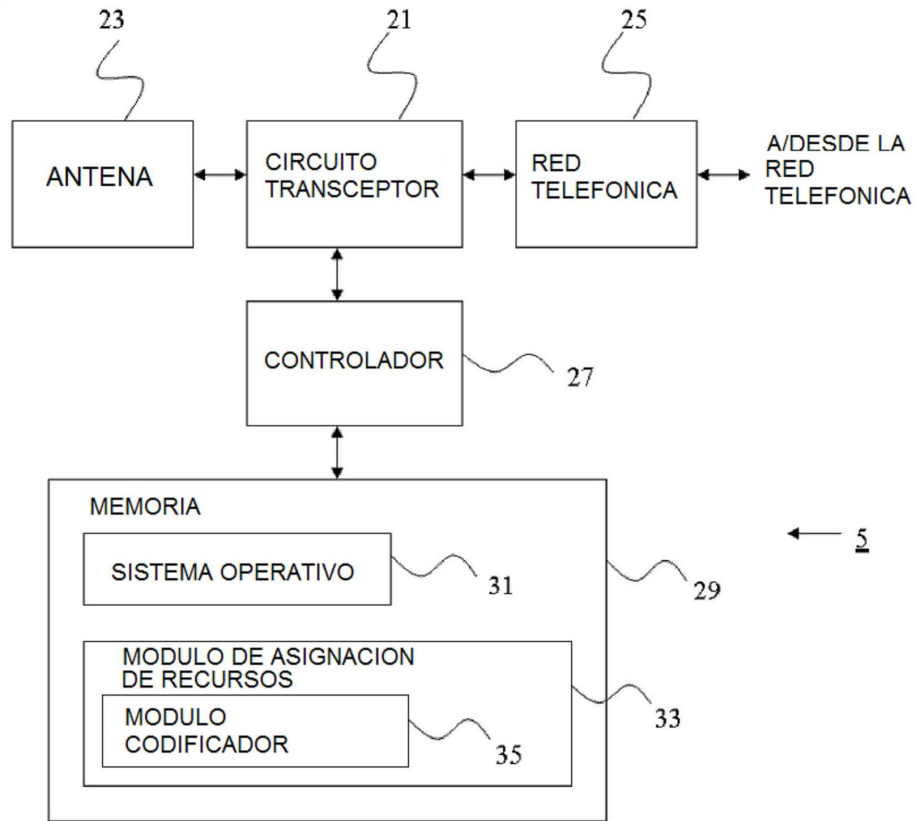 23
21
25
ANTENA
CIRCUITO
TRANSCEPTOR
RED
TELEFONICA
A/DESDE LA
RED
TELEFONICA
CONTROLADOR
27
MEMORIA
SISTEMA OPERATIVO
31
29
5
MODULO DE ASIGNACION
DE RECURSOS
33
MODULO
CODIFICADOR
35